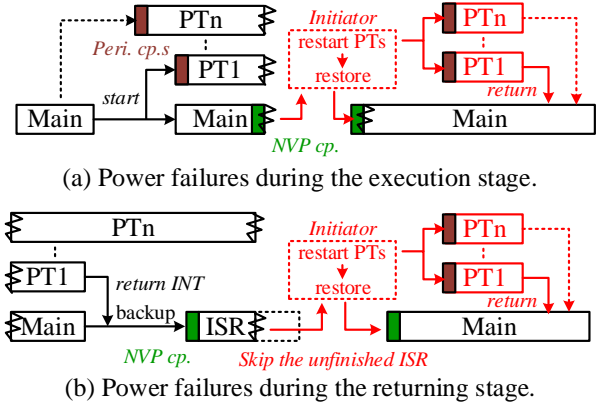 PTn
Initiator
restart PTs
restore
PTn
Peri. cp.s
PT1
PT1
start
return
Main
Main
Main
NVP cp.
(a) Power failures during the execution stage.
PTn
Initiator
restart PTs
restore
PTn
PT1
return INT
PT1
return
Main
backup
ISR
Main
NVP cp.
Skip the unfinished ISR
(b) Power failures during the returning stage.